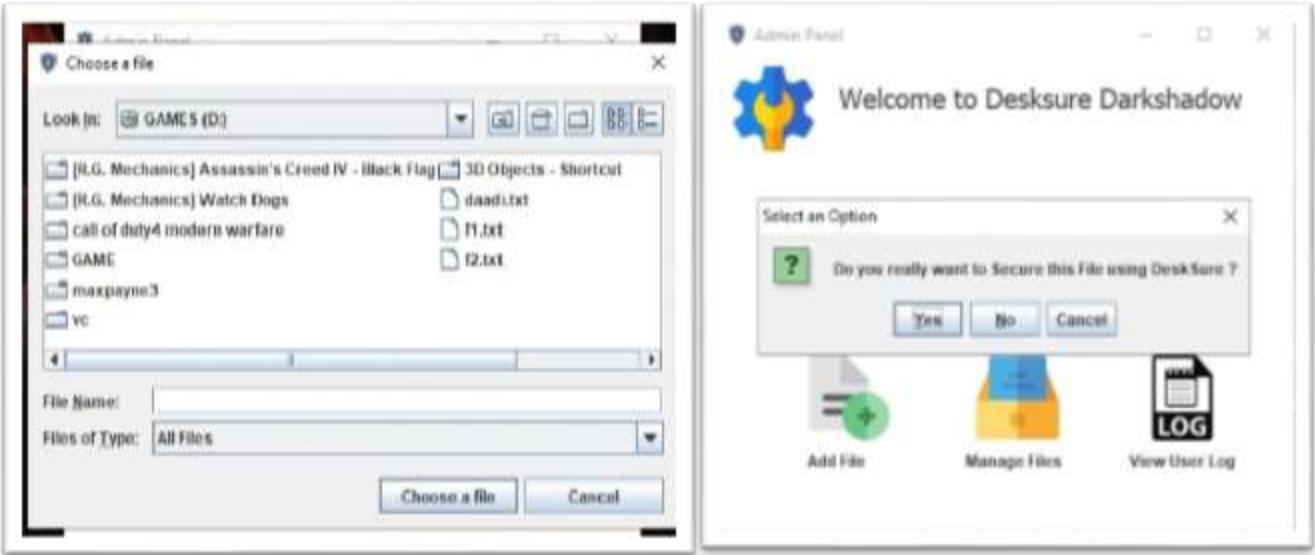 Admin Panel
Choose a file
Look In:
GAMES (D:)
[R.G. Mechanics] Assassin's Creed IV - Black Flag
[R.G. Mechanics] Watch Dogs
call of duty4 modern warfare
GAME
maxpayne3
vc
3D Objects - Shortcut
daadi.txt
f1.txt
f2.txt
File Name:
Files of Type:
All Files
Choose a file
Cancel
Admin Panel
Welcome to Desksure Darkshadow
Select an Option
Do you really want to Secure this File using DeskSure ?
Yes
No
Cancel
LOG
Add File
Manage Files
View User Log